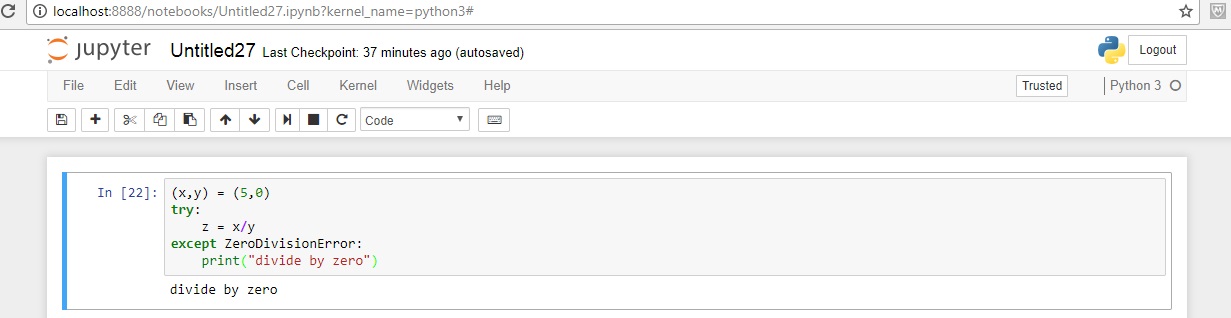 localhost:8888/notebooks/Untitled27.ipynb?kernel_name=python3#
jupyter Untitled27 Last Checkpoint: 37 minutes ago (autosaved) Logout
File Edit View Insert Cell Kernel Widgets Help Trusted Python 3
Code
In [22]: (x,y) = (5,0)
try:
    z = x/y
except ZeroDivisionError:
    print("divide by zero")
divide by zero